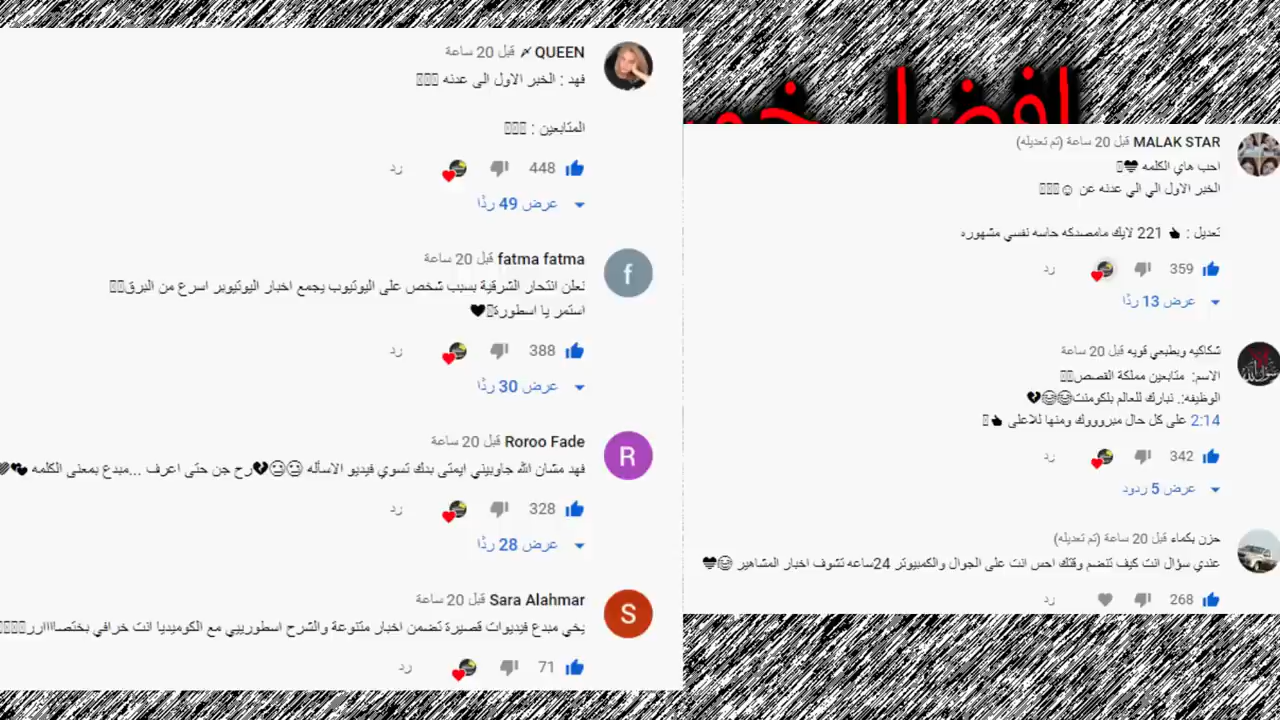 افضل خمس
QUEEN قبل 20 ساعة
فهد : الخبر الاول الى عدنه
المتابعين :
448
رد
عرض 49 ردًا
fatma fatma قبل 20 ساعة
نعلن انتحار الشرقية بسبب شخص على اليوتيوب يجمع اخبار اليوتيوبر اسرع من البرق
استمر يا اسطورة🖤
388
رد
عرض 30 ردًا
Roroo Fade قبل 20 ساعة
فهد مشان الله جاوبيني ايمتى بدك تسوي فيديو الاسأله 💔رح جن حتى اعرف ...مبدع بمعنى الكلمه
328
رد
عرض 28 ردًا
Sara Alahmar قبل 20 ساعة
يخي مبدع فيديوات قصيرة تضمن اخبار متنوعة والشرح اسطورييي مع الكوميديا انت خرافي بختصاااارر
71
رد
MALAK STAR قبل 20 ساعة (تم تعديله)
احب هاي الكلمه
الخبر الاول الي الي عدنه عن ☺
تعديل : 221 لايك مامصدكه حاسه نفسي مشهوره
359
رد
عرض 13 ردًا
شكاكيه وبطبعي قويه قبل 20 ساعة
الاسم: متابعين مملكة القصص
الوظيفه:. نبارك للعالم بلكومنت😂😂💔
2:14 على كل حال مبروووك ومنها للاعلى
342
رد
عرض 5 ردود
حزن بكماء قبل 20 ساعة (تم تعديله)
عندي سؤال انت كيف تنضم وقتك احس انت على الجوال والكمبيوتر 24ساعه تشوف اخبار المشاهير
268
رد